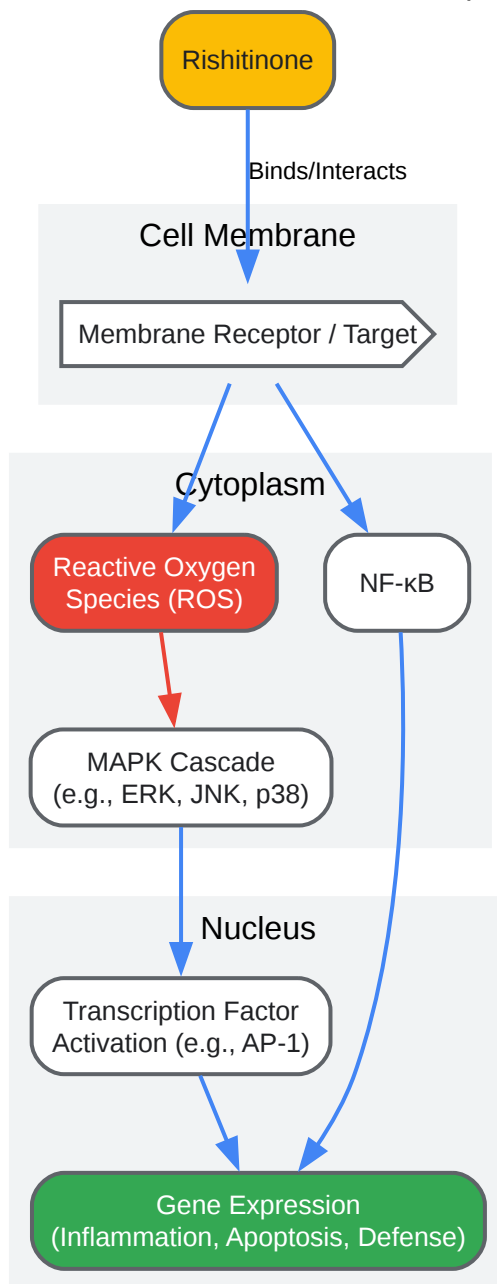 Rishitinone
Binds/Interacts
Cell Membrane
Membrane Receptor / Target
Cytoplasm
Reactive Oxygen
Species (ROS)
NF-κB
MAPK Cascade
(e.g., ERK, JNK, p38)
Nucleus
Transcription Factor
Activation (e.g., AP-1)
Gene Expression
(Inflammation, Apoptosis, Defense)